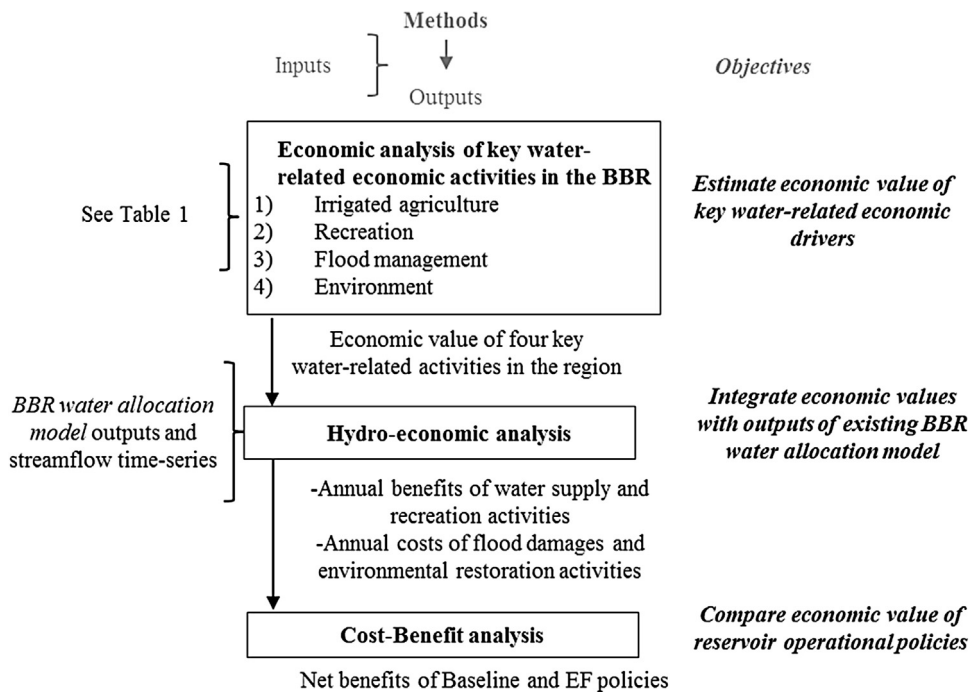 Methods
Inputs
Objectives
Outputs
Economic analysis of key water-
related economic activities in the BBR
1) Irrigated agriculture
2) Recreation
3) Flood management
4) Environment
See Table 1
Estimate economic value of
key water-related economic
drivers
Economic value of four key
water-related activities in the region
BBR water allocation
model outputs and
streamflow time-series
Hydro-economic analysis
Integrate economic values
with outputs of existing BBR
water allocation model
-Annual benefits of water supply and
recreation activities
-Annual costs of flood damages and
environmental restoration activities
Cost-Benefit analysis
Compare economic value of
reservoir operational policies
Net benefits of Baseline and EF policies